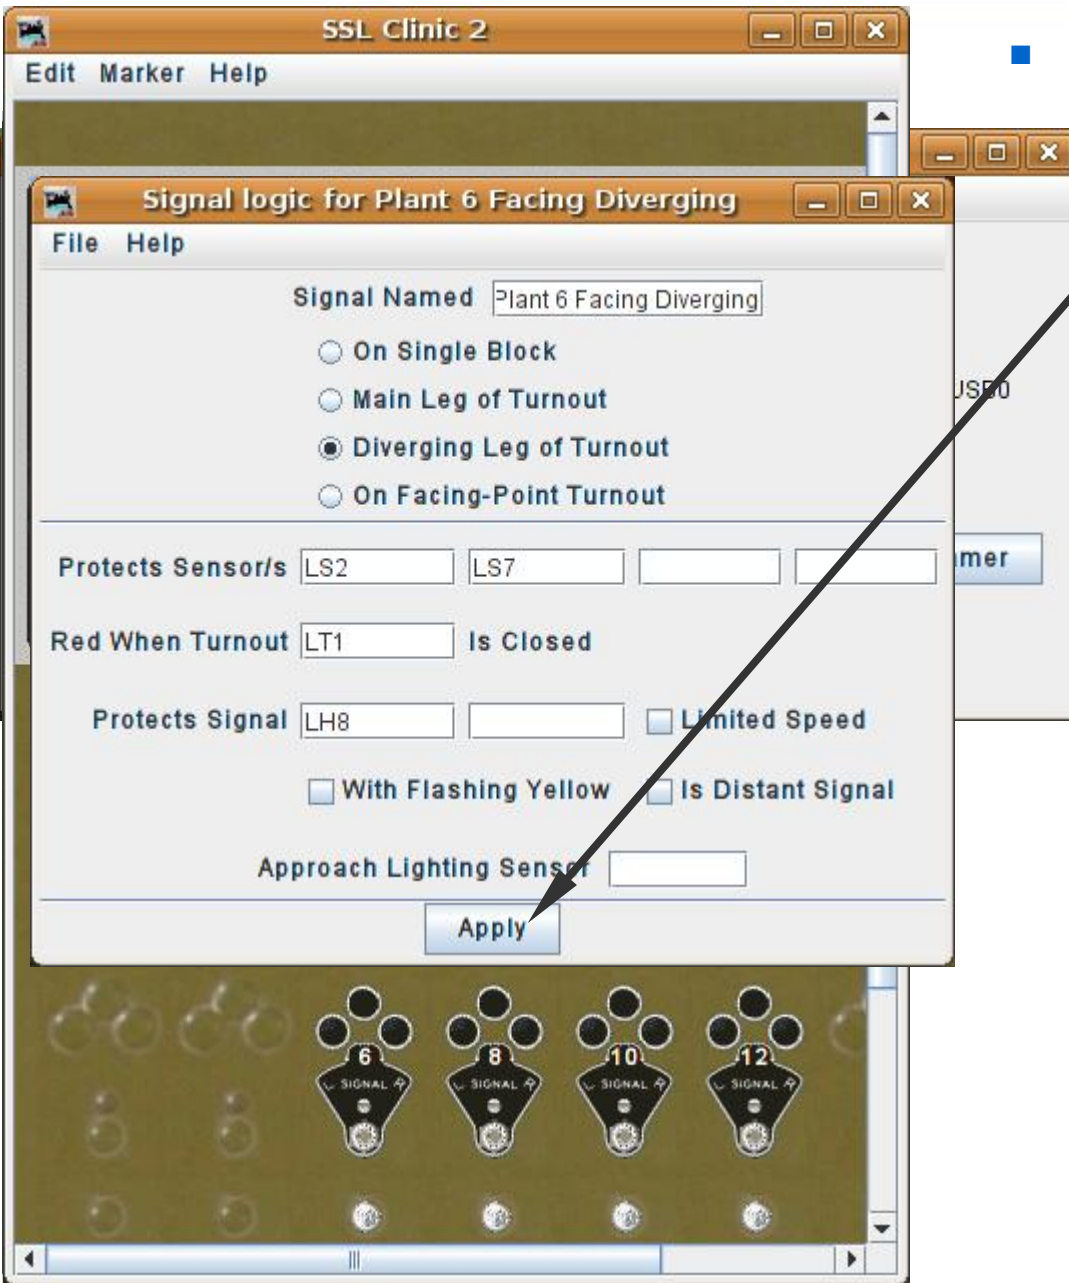 SSL Clinic 2
Edit Marker Help
Signal logic for Plant 6 Facing Diverging
File Help
Signal Named Plant 6 Facing Diverging
On Single Block
Main Leg of Turnout
Diverging Leg of Turnout
On Facing-Point Turnout
Protects Sensor/s LS2 LS7
Red When Turnout LT1 Is Closed
Protects Signal LH8 Limited Speed
With Flashing Yellow Is Distant Signal
Approach Lighting Sensor
Apply
USB0
mer
6 8 10 12
L SIGNAL R L SIGNAL R L SIGNAL R L SIGNAL R